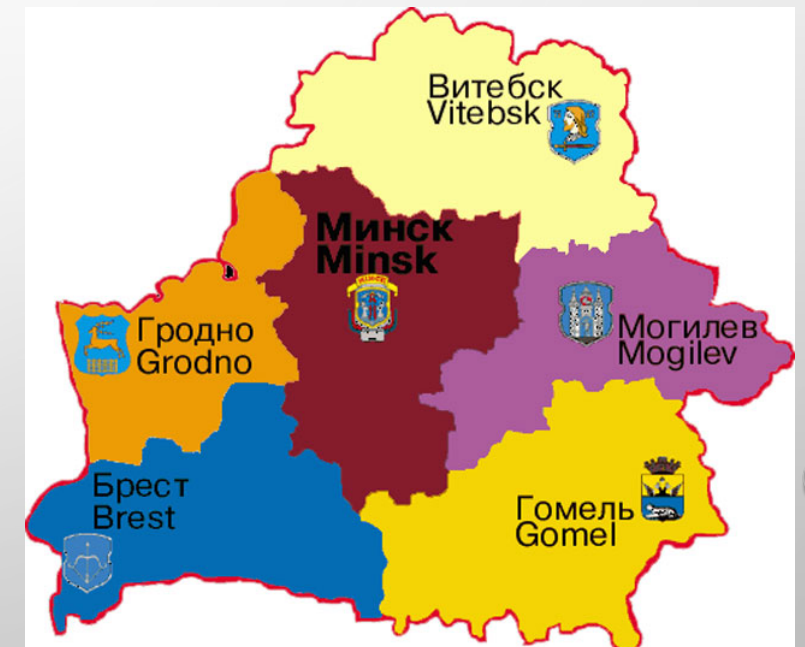 Витебск
Vitebsk
Минск
Minsk
Гродно
Grodno
Могилев
Mogilev
Брест
Brest
Гомель
Gomel